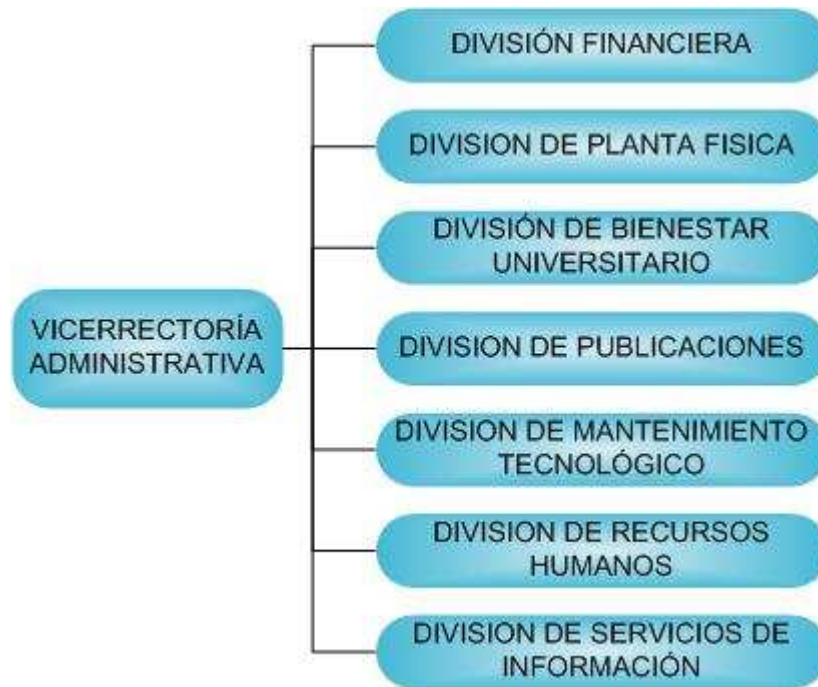 DIVISIÓN FINANCIERA
DIVISION DE PLANTA FISICA
DIVISIÓN DE BIENESTAR
UNIVERSITARIO
VICERRECTORÍA
ADMINISTRATIVA
DIVISION DE PUBLICACIONES
DIVISION DE MANTENIMIENTO
TECNOLÓGICO
DIVISION DE RECURSOS
HUMANOS
DIVISION DE SERVICIOS DE
INFORMACIÓN